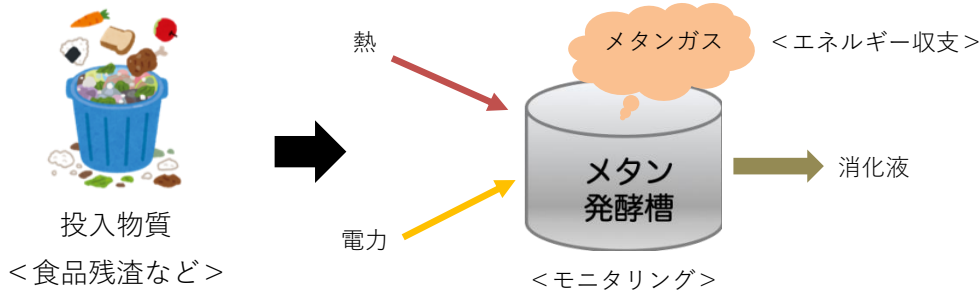 熱
メタンガス
＜エネルギー収支＞
メタン
発酵槽
消化液
投入物質
電力
＜食品残渣など＞
＜モニタリング＞